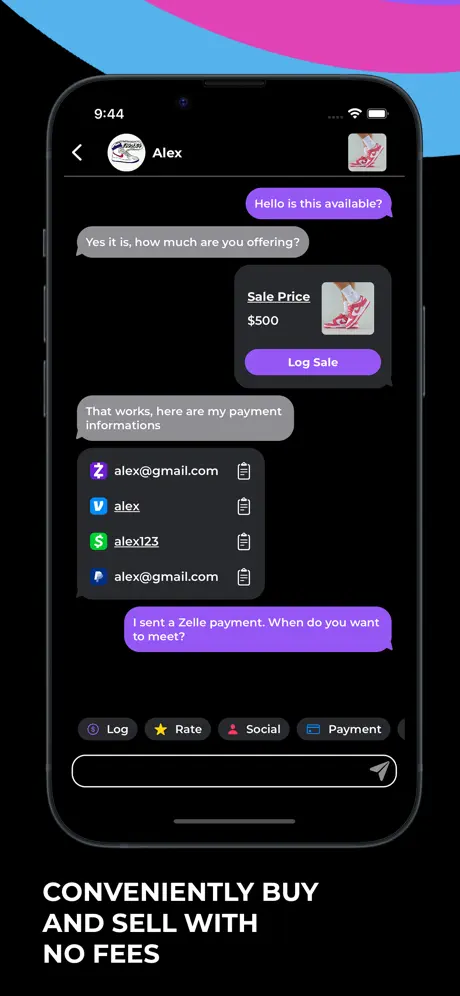 9:44
Alex
Hello is this available?
Yes it is, how much are you offering?
Sale Price
$500
Log Sale
That works, here are my payment
informations
alex@gmail.com
alex
alex123
alex@gmail.com
I sent a Zelle payment. When do you want
to meet?
Log
Rate
Social
Payment
CONVENIENTLY BUY
AND SELL WITH
NO FEES